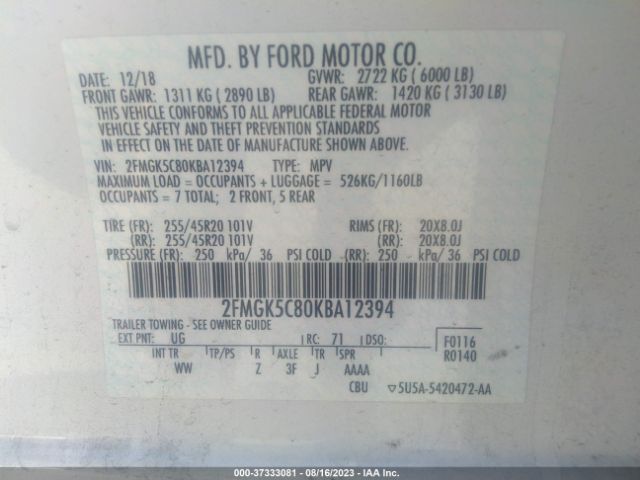 MFD. BY FORD MOTOR CO.
DATE: 12/18 GVWR: 2722 KG ( 6000 LB)
FRONT GAWR: 1311 KG ( 2890 LB) REAR GAWR: 1420 KG ( 3130 LB)
THIS VEHICLE CONFORMS TO ALL APPLICABLE FEDERAL MOTOR
VEHICLE SAFETY AND THEFT PREVENTION STANDARDS
IN EFFECT ON THE DATE OF MANUFACTURE SHOWN ABOVE.
VIN: 2FMGK5C80KBA12394 TYPE: MPV
MAXIMUM LOAD = OCCUPANTS + LUGGAGE = 526KG/1160LB
OCCUPANTS = 7 TOTAL; 2 FRONT, 5 REAR
TIRE (FR): 255/45R20 101V RIMS (FR): 20X8.0J
(RR): 255/45R20 101V (RR): 20X8.0J
PRESSURE (FR): 250 kPa/ 36 PSI COLD (RR): 250 kPa/ 36 PSI COLD
2FMGK5C80KBA12394
TRAILER TOWING - SEE OWNER GUIDE
EXT PNT: UG RC: 71 DSO: F0116
INT TR TP/PS R AXLE TR SPR R0140
WW Z 3F J AAAA
CBU ▽5U5A-5420472-AA
000-37333081 - 08/16/2023 - IAA Inc.